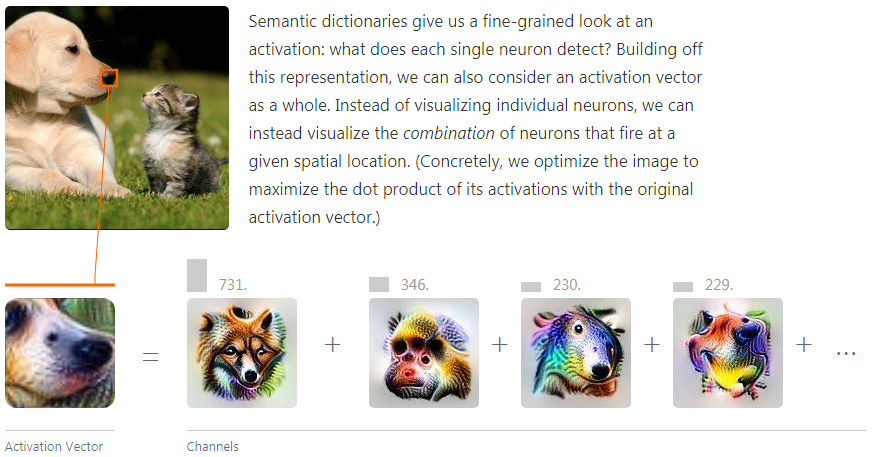 Semantic dictionaries give us a fine-grained look at an
activation: what does each single neuron detect? Building off
this representation, we can also consider an activation vector
as a whole. Instead of visualizing individual neurons, we can
instead visualize the combination of neurons that fire at a
given spatial location. (Concretely, we optimize the image to
maximize the dot product of its activations with the original
activation vector.)
731. 346. 230. 229.
= + + + + ...
Activation Vector Channels